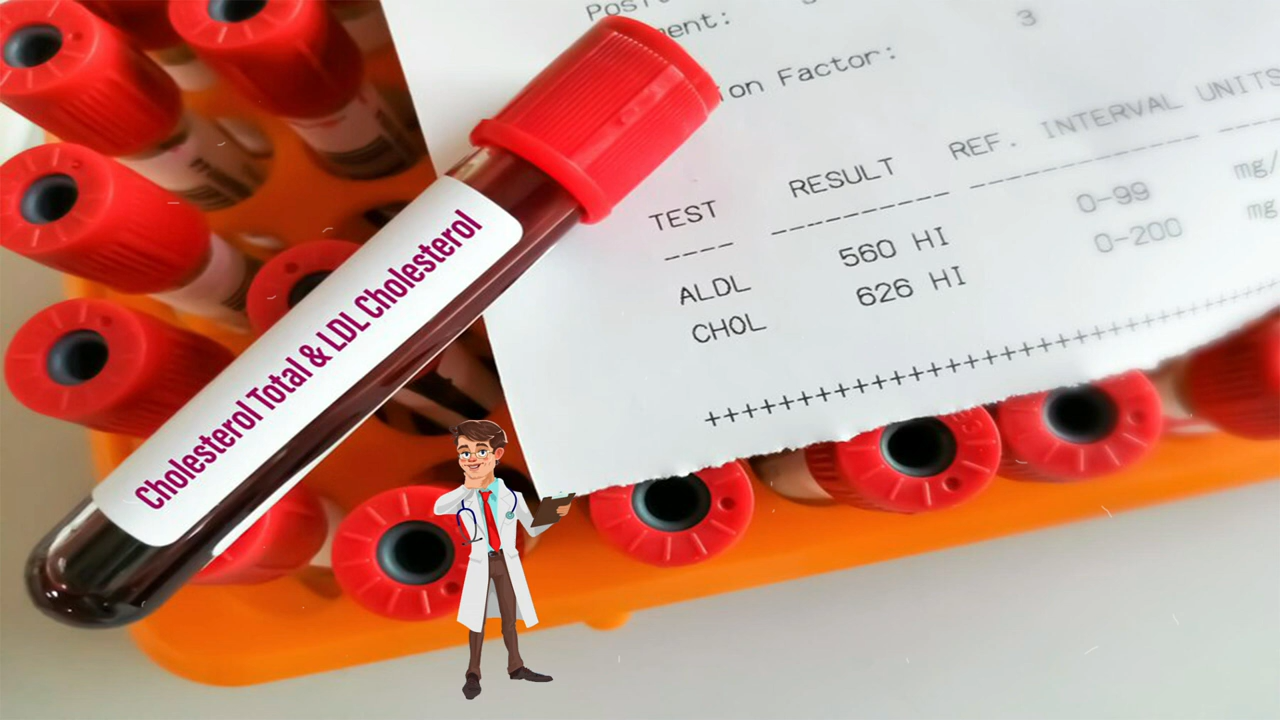 ment:
ion Factor:
3
TEST RESULT REF. INTERVAL UNITS
ALDL 560 HI 0-99 mg/
CHOL 626 HI 0-200 mg
++++++++++++++++++++++++++++++++
Cholesterol Total & LDL Cholesterol